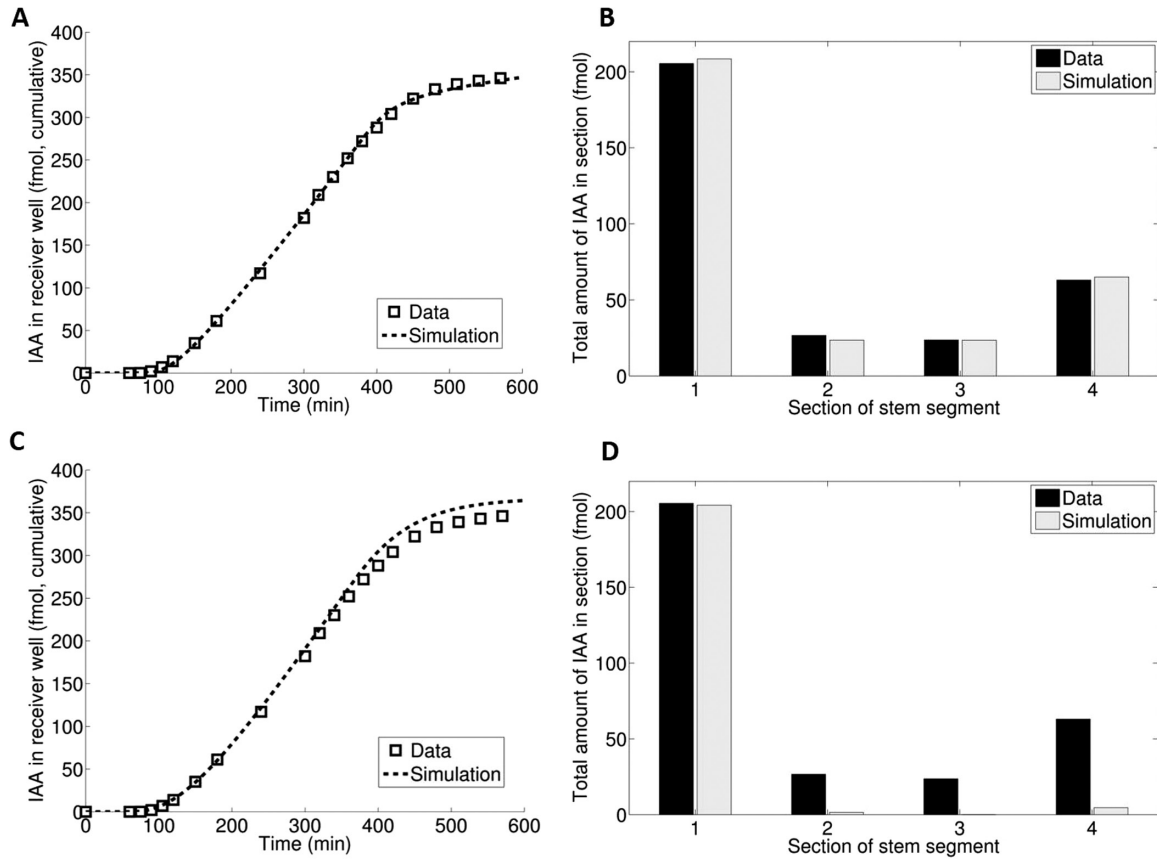 A
IAA in receiver well (fmol, cumulative)
400
350
300
250
200
150
100
50
0
0
100
200
300
400
500
600
Time (min)
Data
Simulation
B
Total amount of IAA in section (fmol)
200
150
100
50
0
1
2
3
4
Section of stem segment
Data
Simulation
C
IAA in receiver well (fmol, cumulative)
400
350
300
250
200
150
100
50
0
0
100
200
300
400
500
600
Time (min)
Data
Simulation
D
Total amount of IAA in section (fmol)
200
150
100
50
0
1
2
3
4
Section of stem segment
Data
Simulation